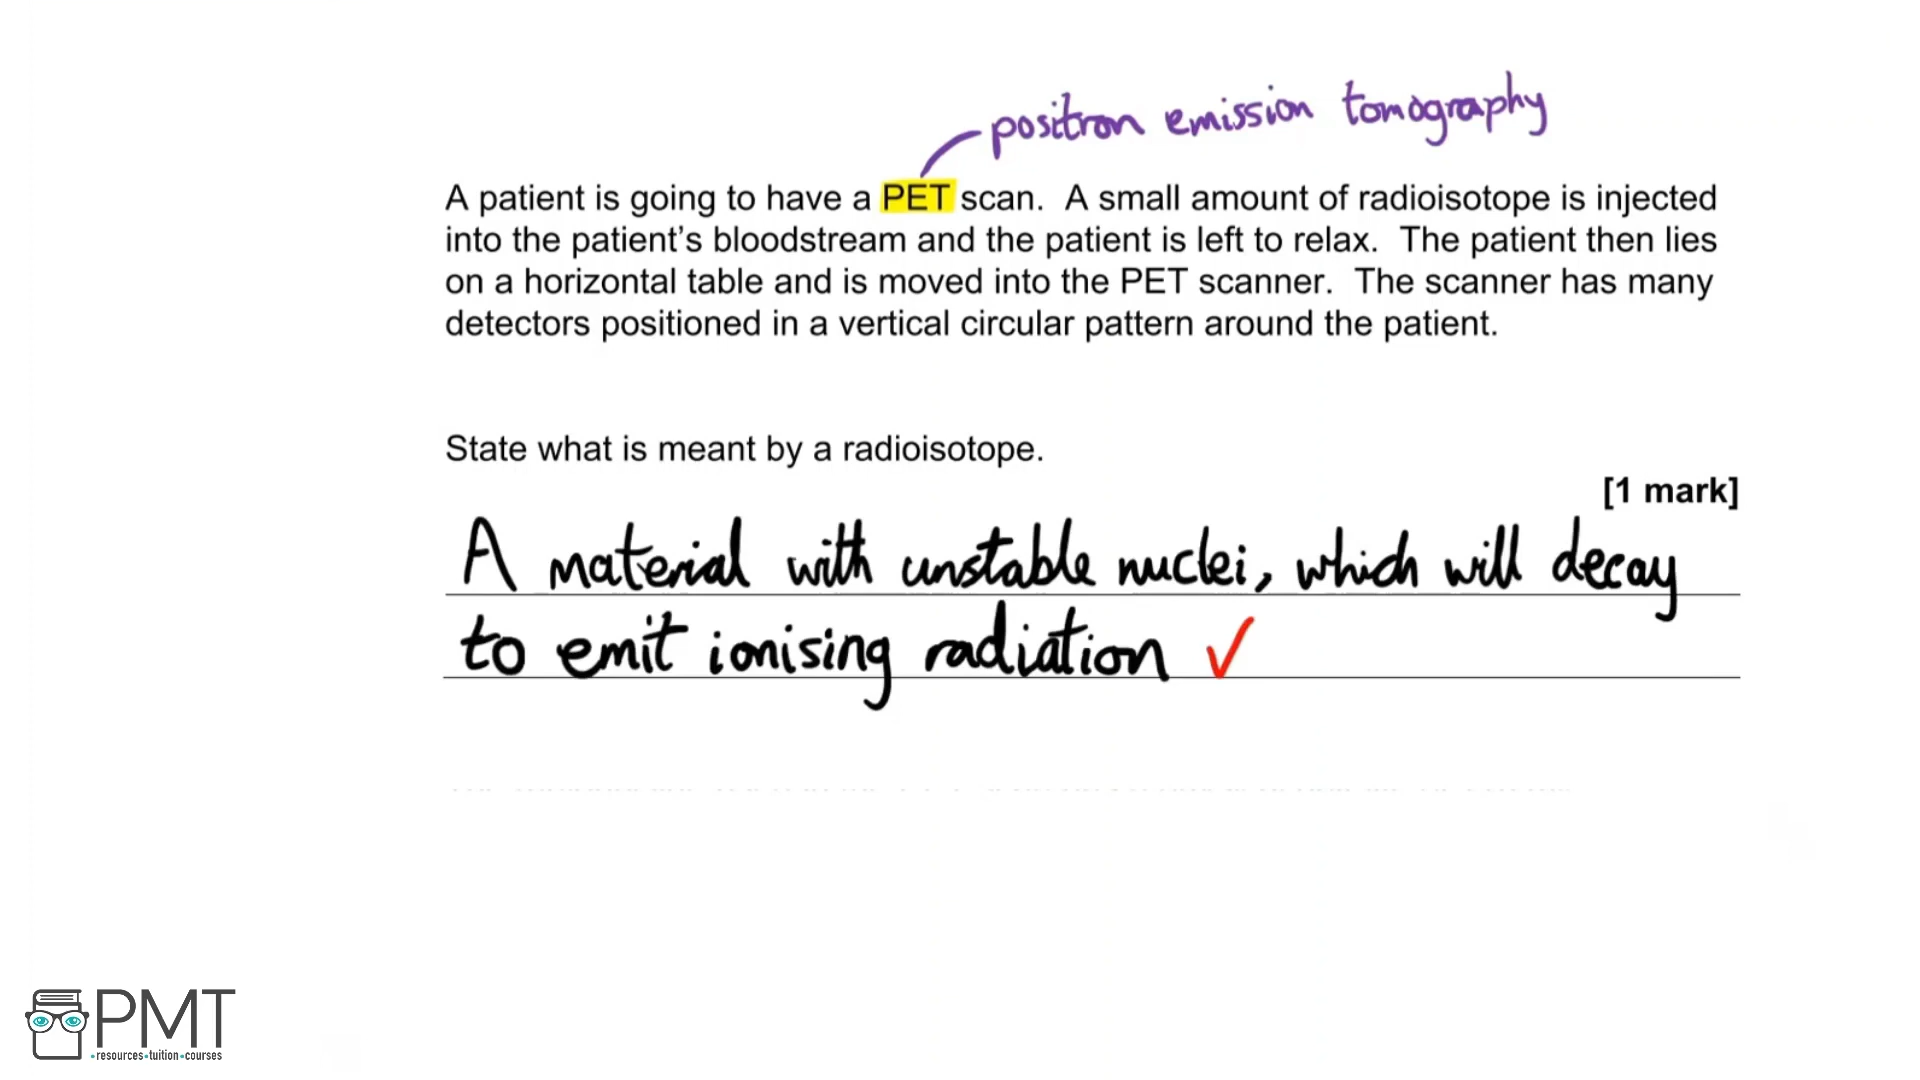 positron emission tomography
A patient is going to have a PET scan. A small amount of radioisotope is injected
into the patient’s bloodstream and the patient is left to relax. The patient then lies
on a horizontal table and is moved into the PET scanner. The scanner has many
detectors positioned in a vertical circular pattern around the patient.
State what is meant by a radioisotope.
[1 mark]
A material with unstable nuclei, which will decay
to emit ionising radiation ✓
PMT
•resources•tuition•courses